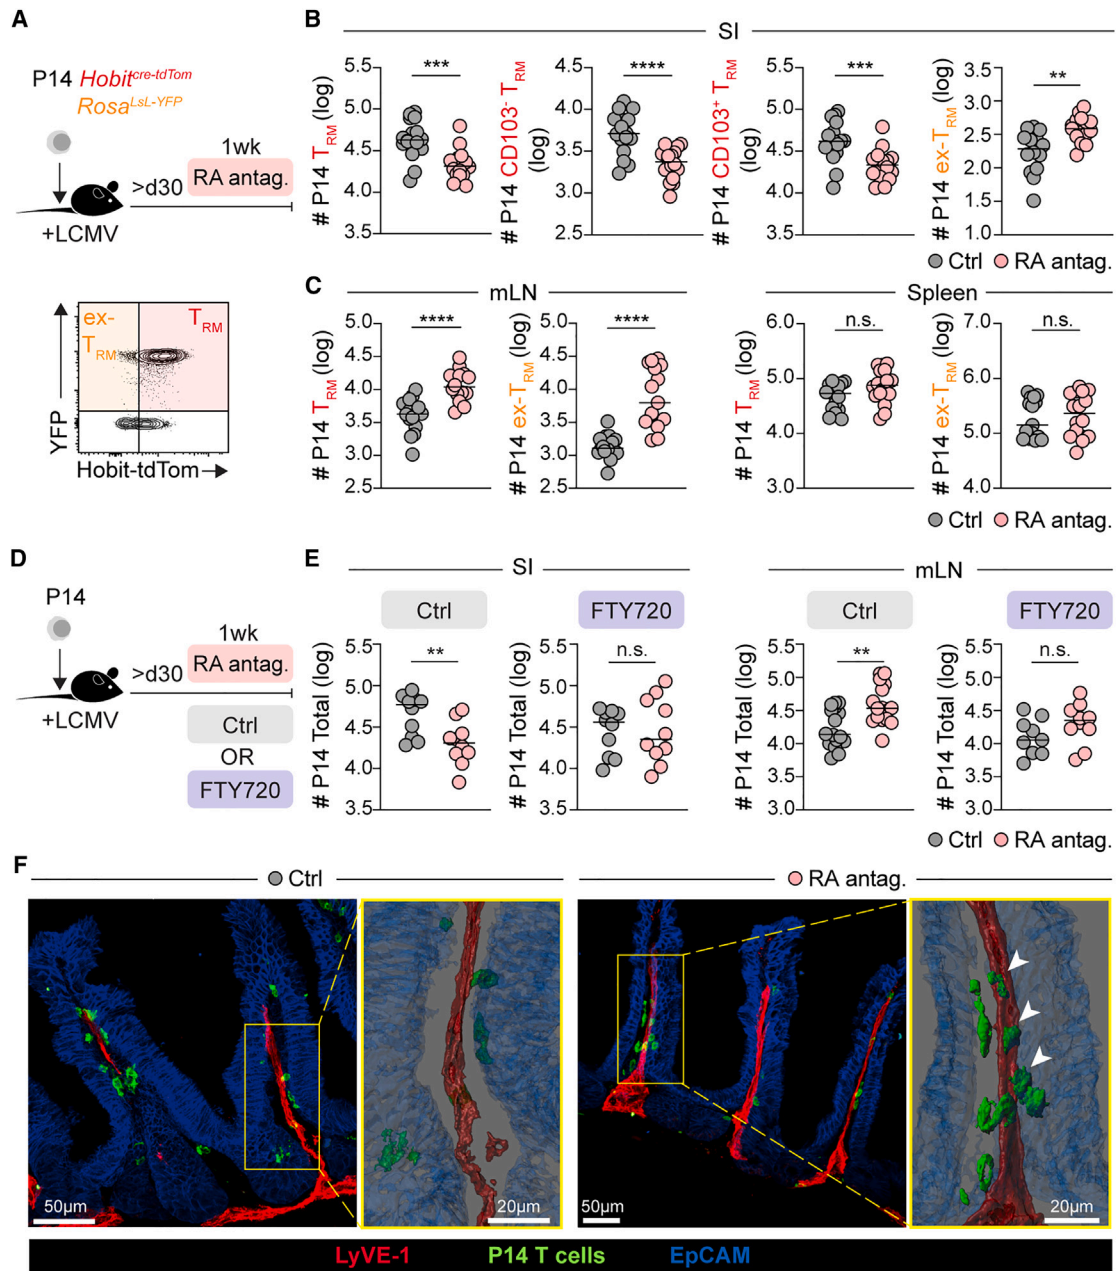 A
P14 Hobit^cre-tdTom
Rosa^LsL-YFP
+LCMV
>d30
1wk
RA antag.
ex-
T_RM
T_RM
YFP
Hobit-tdTom
B
SI
# P14 T_RM (log)
5.5
5.0
4.5
4.0
3.5
***
# P14 CD103^- T_RM
(log)
4.5
4.0
3.5
3.0
2.5
****
# P14 CD103^+ T_RM
(log)
5.5
5.0
4.5
4.0
3.5
***
# P14 ex-T_RM (log)
3.5
3.0
2.5
2.0
1.5
1.0
**
Ctrl RA antag.
C
mLN
# P14 T_RM (log)
5.0
4.5
4.0
3.5
3.0
2.5
****
# P14 ex-T_RM (log)
5.0
4.5
4.0
3.5
3.0
2.5
****
Spleen
# P14 T_RM (log)
6.0
5.0
4.0
3.0
n.s.
# P14 ex-T_RM (log)
7.0
6.0
5.0
4.0
n.s.
Ctrl RA antag.
D
P14
+LCMV
>d30
1wk
RA antag.
Ctrl
OR
FTY720
E
SI
Ctrl
# P14 Total (log)
5.5
5.0
4.5
4.0
3.5
**
FTY720
# P14 Total (log)
5.5
5.0
4.5
4.0
3.5
n.s.
mLN
Ctrl
# P14 Total (log)
5.5
5.0
4.5
4.0
3.5
3.0
**
FTY720
# P14 Total (log)
5.5
5.0
4.5
4.0
3.5
3.0
n.s.
Ctrl RA antag.
F
Ctrl
50µm
20µm
RA antag.
50µm
20µm
LyVE-1 P14 T cells EpCAM